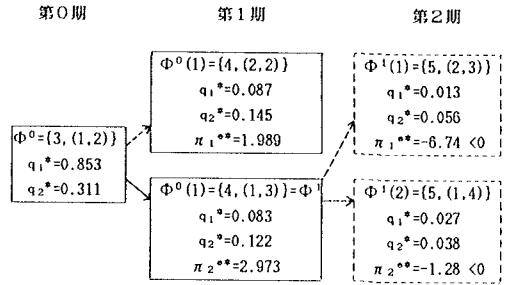 第0期
第1期
第2期
Φ⁰={3,(1,2)}
q₁*=0.853
q₂*=0.311
Φ⁰(1)={4,(2,2)}
q₁*=0.087
q₂*=0.145
π₁**=1.989
Φ⁰(1)={4,(1,3)}=Φ¹
q₁*=0.083
q₂*=0.122
π₂**=2.973
Φ¹(1)={5,(2,3)}
q₁*=0.013
q₂*=0.056
π₁**=-6.74 <0
Φ¹(2)={5,(1,4)}
q₁*=0.027
q₂*=0.038
π₂**=-1.28 <0